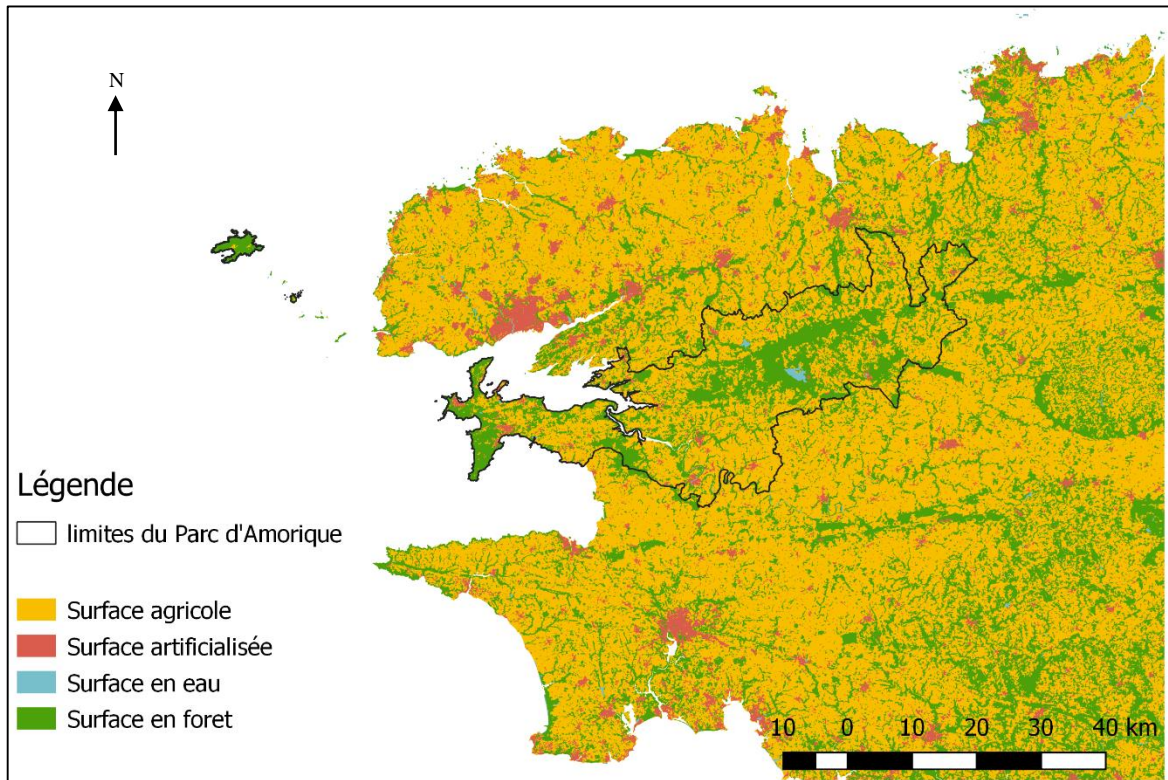 N
Légende
limites du Parc d'Amorique
Surface agricole
Surface artificialisée
Surface en eau
Surface en foret
10 0 10 20 30 40 km